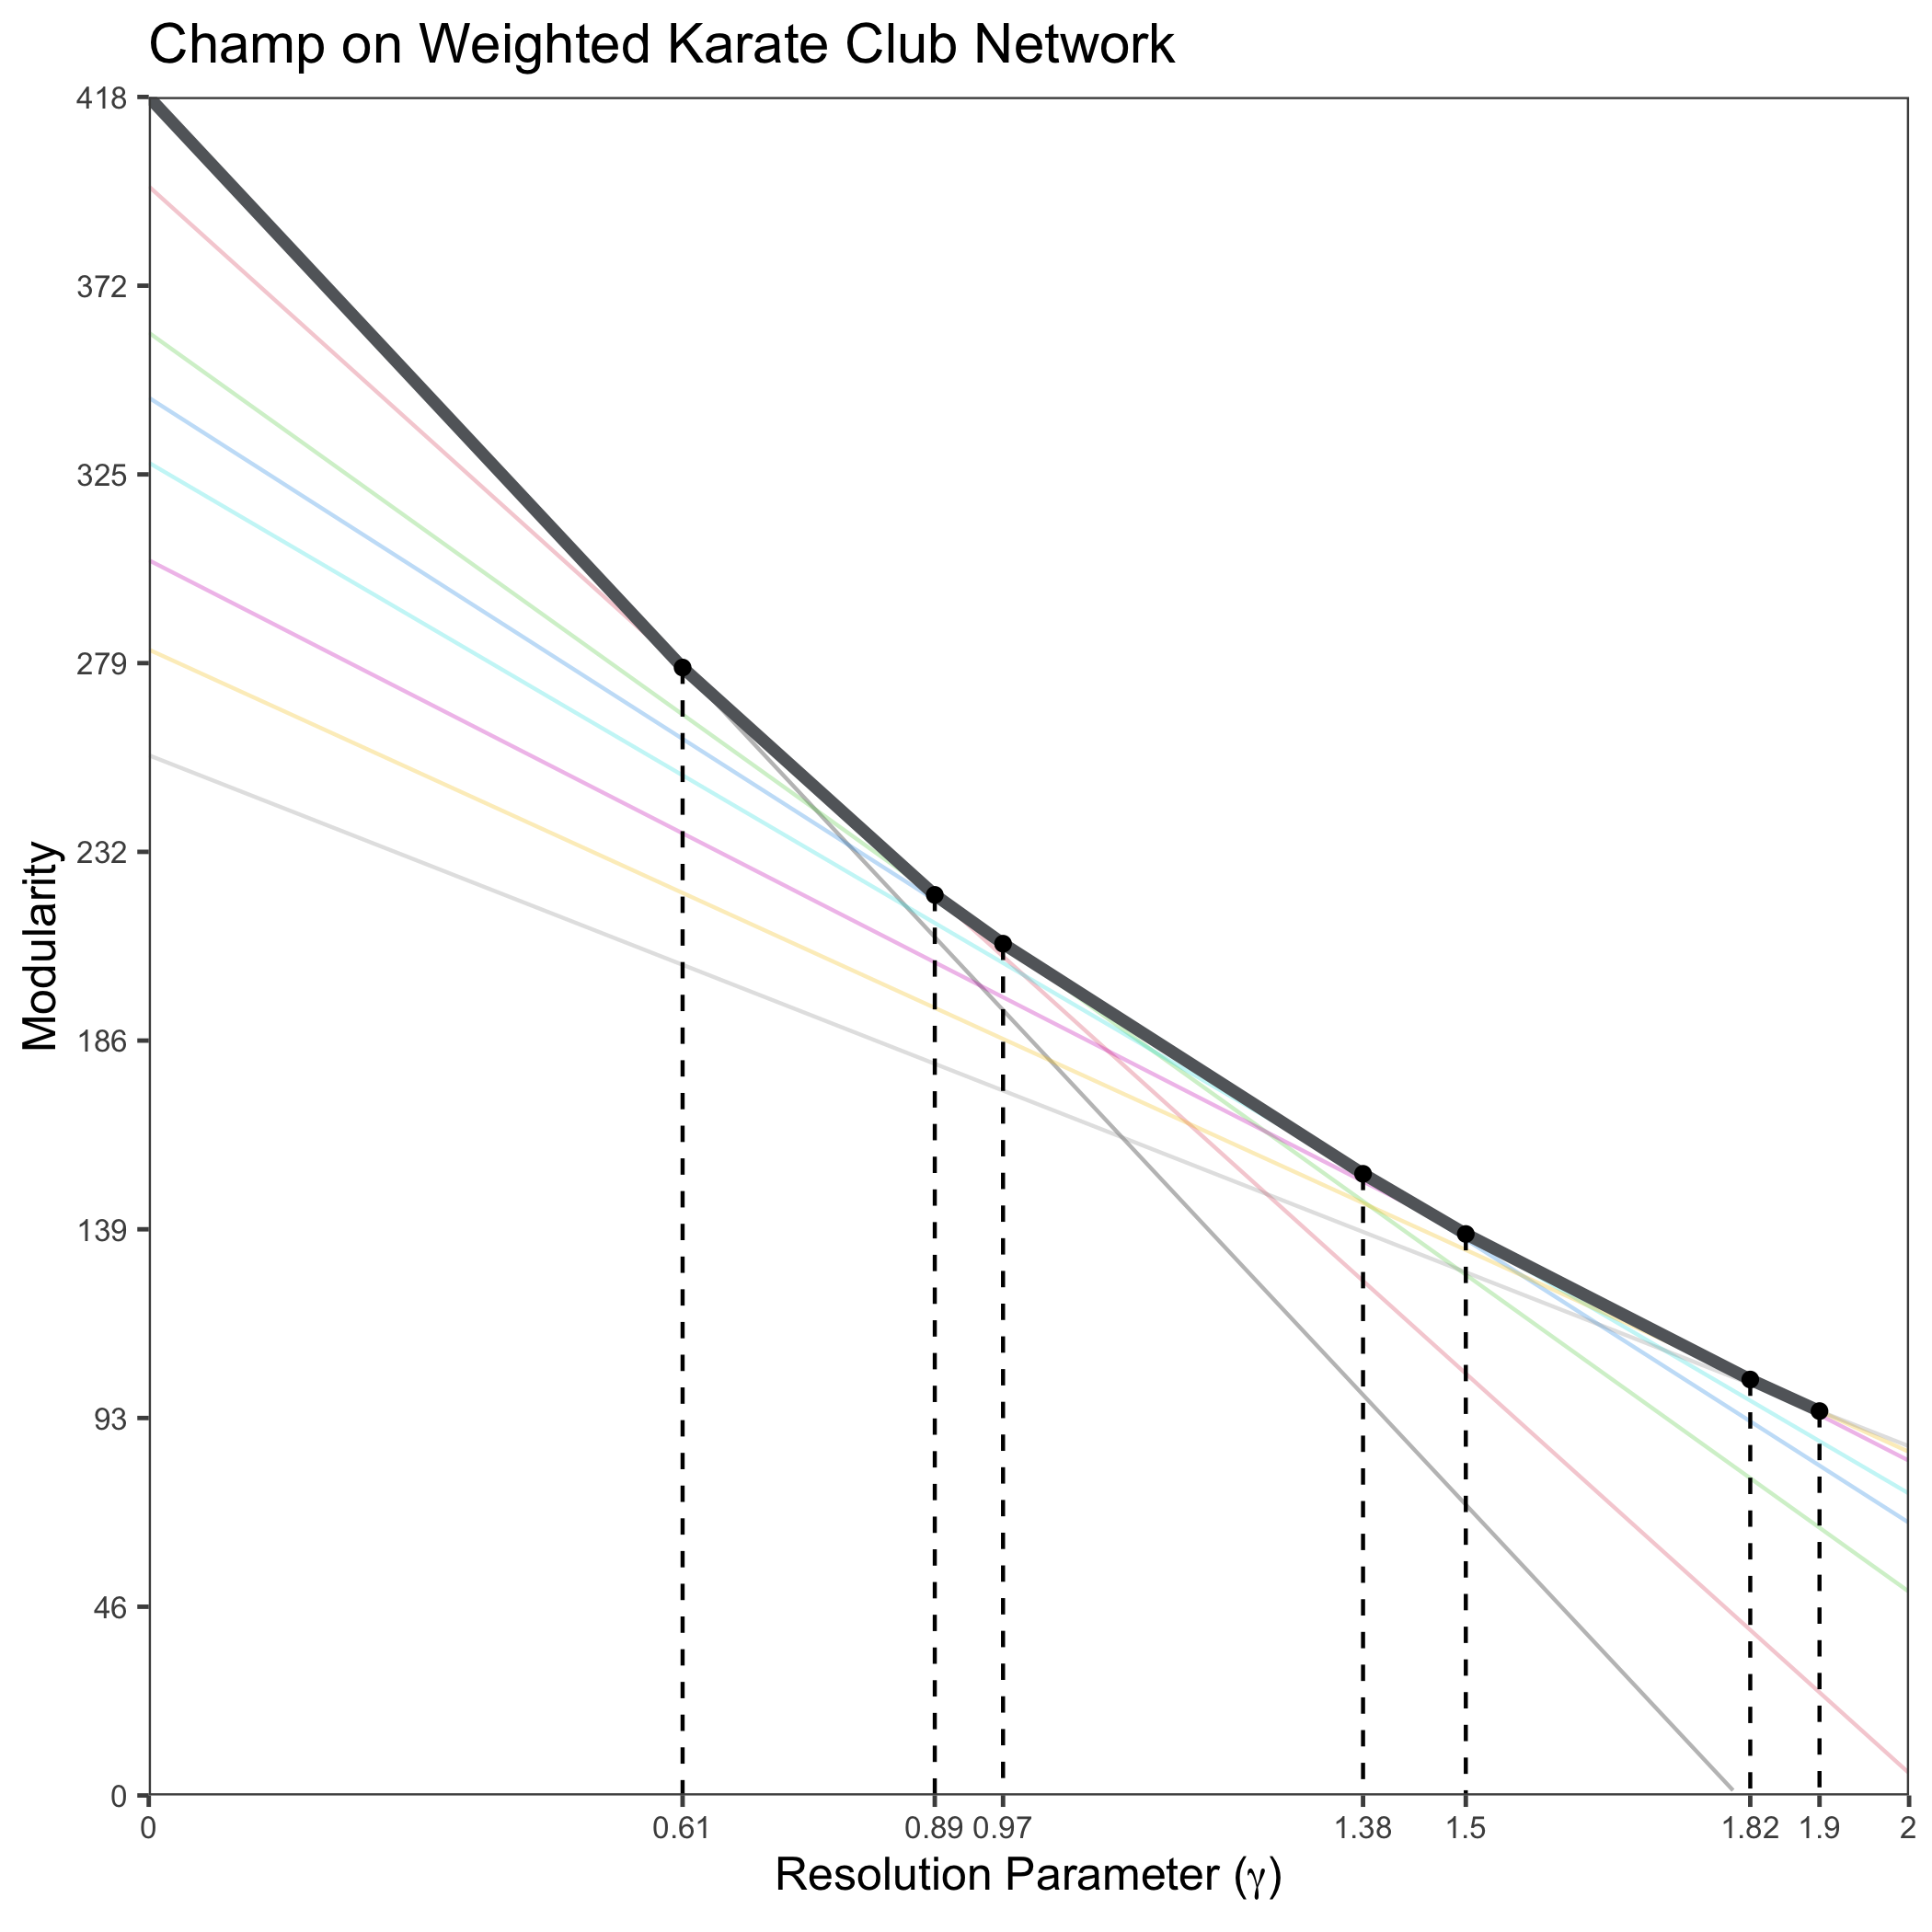 Champ on Weighted Karate Club Network
418
372
325
279
232
186
139
93
46
0
Modularity
0 0.61 0.89 0.97 1.38 1.5 1.82 1.9 2
Resolution Parameter (γ)